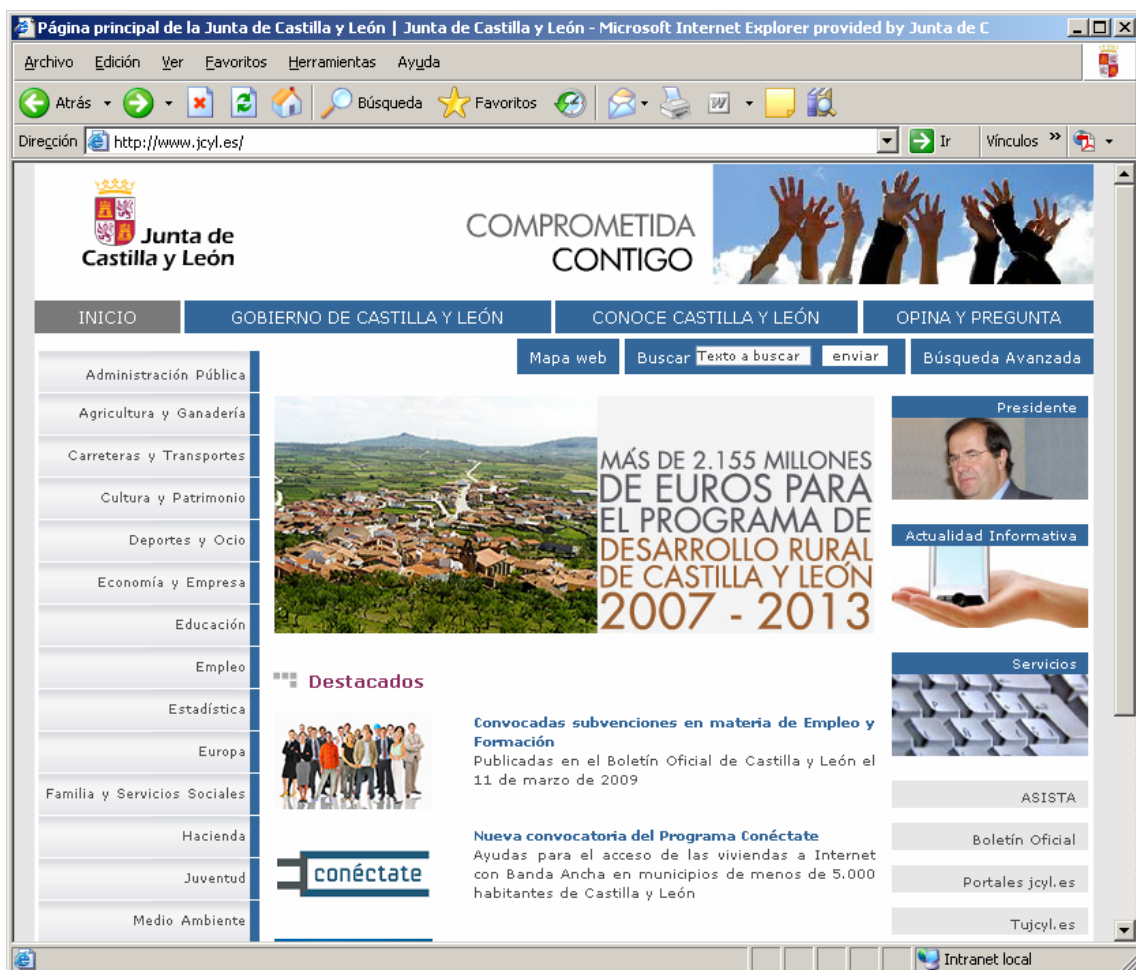 Página principal de la Junta de Castilla y León | Junta de Castilla y León - Microsoft Internet Explorer provided by Junta de C
Archivo Edición Ver Favoritos Herramientas Ayuda
Atrás Búsqueda Favoritos
Dirección http://www.jcyl.es/ Ir Vínculos »
Junta de
Castilla y León
COMPROMETIDA
CONTIGO
INICIO GOBIERNO DE CASTILLA Y LEÓN CONOCE CASTILLA Y LEÓN OPINA Y PREGUNTA
Mapa web Buscar Texto a buscar enviar Búsqueda Avanzada
Administración Pública
Agricultura y Ganadería
Carreteras y Transportes
Cultura y Patrimonio
Deportes y Ocio
Economía y Empresa
Educación
Empleo
Estadística
Europa
Familia y Servicios Sociales
Hacienda
Juventud
Medio Ambiente
MÁS DE 2.155 MILLONES
DE EUROS PARA
EL PROGRAMA DE
DESARROLLO RURAL
DE CASTILLA Y LEÓN
2007 - 2013
Destacados
Convocadas subvenciones en materia de Empleo y
Formación
Publicadas en el Boletín Oficial de Castilla y León el
11 de marzo de 2009
conéctate
Nueva convocatoria del Programa Conéctate
Ayudas para el acceso de las viviendas a Internet
con Banda Ancha en municipios de menos de 5.000
habitantes de Castilla y León
Presidente
Actualidad Informativa
Servicios
ASISTA
Boletín Oficial
Portales jcyl.es
Tujcyl.es
Intranet local